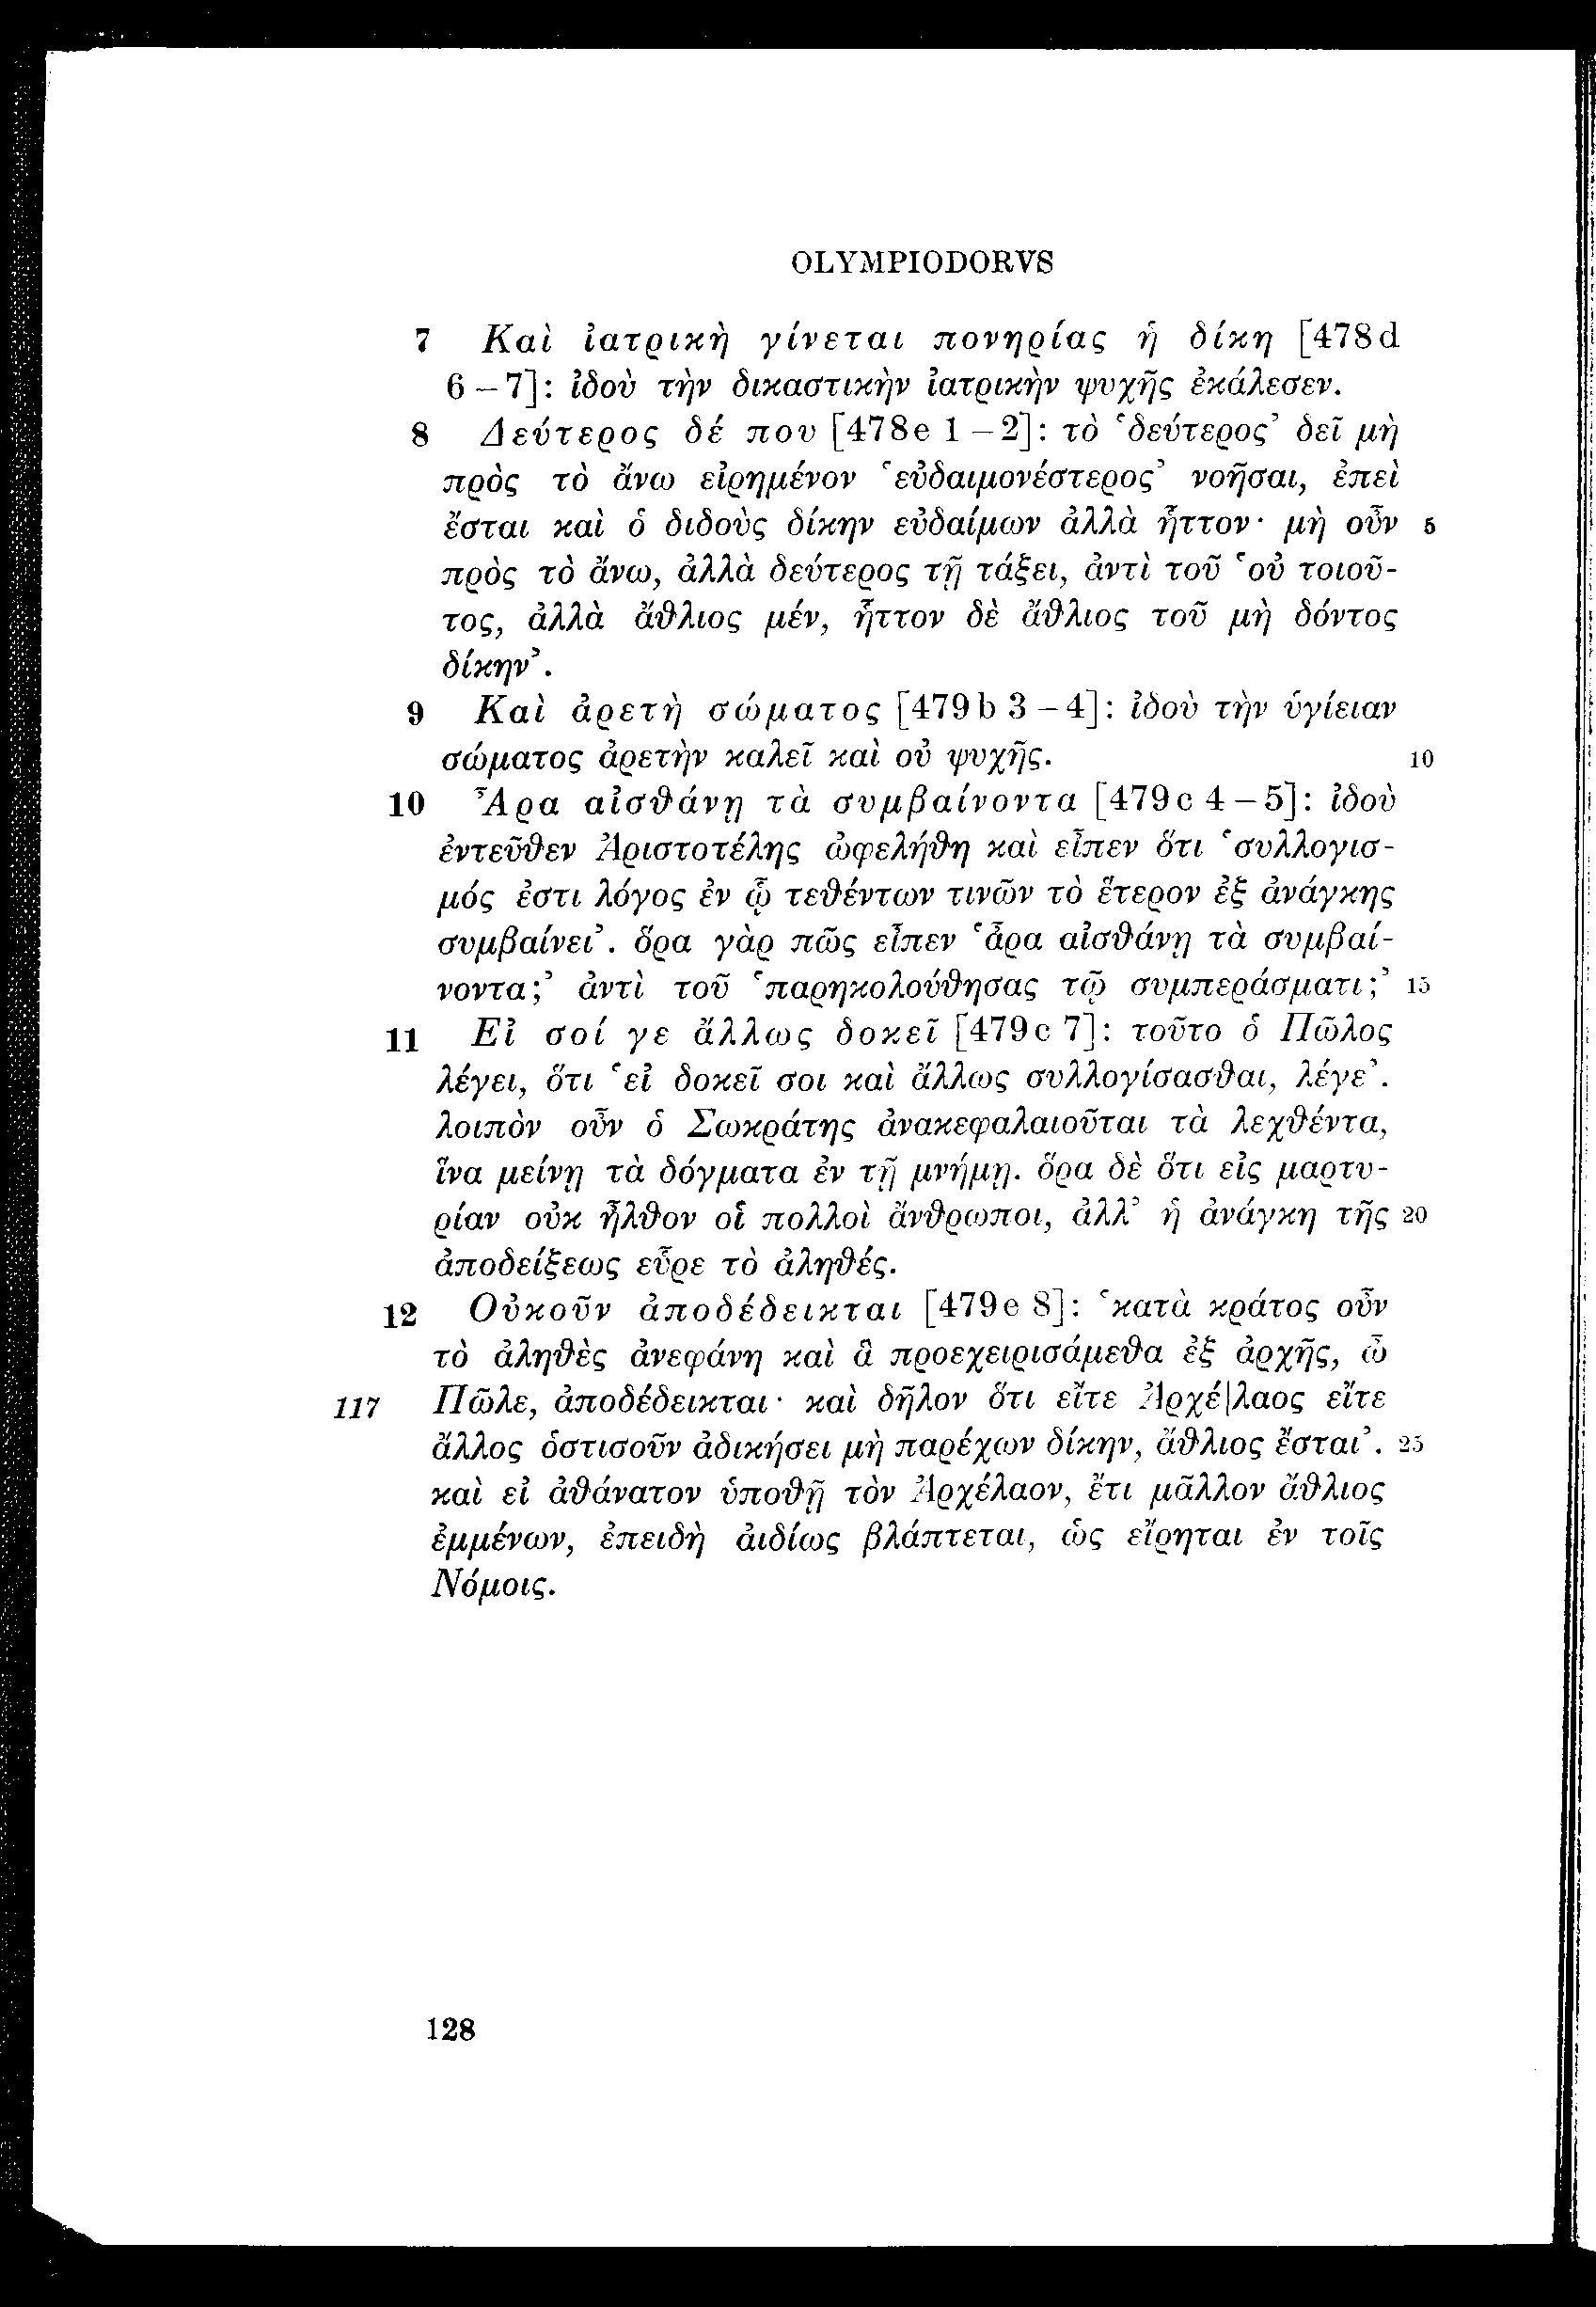 OLYMPIODORVS
7 Καὶ ἰατρικὴ γίνεται πονηρίας ἡ δίκη [478d
6 – 7]: ἰδοὺ τὴν δικαστικὴν ἰατρικὴν ψυχῆς ἐκάλεσεν.
8 Δεύτερος δέ που [478e 1 – 2]: τὸ ‘δεύτερος’ δεῖ μὴ
πρὸς τὸ ἄνω εἰρημένον ‘εὐδαιμονέστερος’ νοῆσαι, ἐπεὶ
ἔσται καὶ ὁ διδοὺς δίκην εὐδαίμων ἀλλὰ ἧττον· μὴ οὖν 5
πρὸς τὸ ἄνω, ἀλλὰ δεύτερος τῇ τάξει, ἀντὶ τοῦ ‘οὐ τοιοῦ-
τος, ἀλλὰ ἄθλιος μέν, ἧττον δὲ ἄθλιος τοῦ μὴ δόντος
δίκην’.
9 Καὶ ἀρετὴ σώματος [479b 3 – 4]: ἰδοὺ τὴν ὑγίειαν
σώματος ἀρετὴν καλεῖ καὶ οὐ ψυχῆς. 10
10 Ἆρα αἰσθάνῃ τὰ συμβαίνοντα [479c 4 – 5]: ἰδοὺ
ἐντεῦθεν Ἀριστοτέλης ὠφελήθη καὶ εἶπεν ὅτι ‘συλλογισ-
μός ἐστι λόγος ἐν ᾧ τεθέντων τινῶν τὸ ἕτερον ἐξ ἀνάγκης
συμβαίνει’. ὅρα γὰρ πῶς εἶπεν ‘ἆρα αἰσθάνῃ τὰ συμβαί-
νοντα;’ ἀντὶ τοῦ ‘παρηκολούθησας τῷ συμπεράσματι;’ 15
11 Εἰ σοί γε ἄλλως δοκεῖ [479c 7]: τοῦτο ὁ Πῶλος
λέγει, ὅτι ‘εἰ δοκεῖ σοι καὶ ἄλλως συλλογίσασθαι, λέγε’.
λοιπὸν οὖν ὁ Σωκράτης ἀνακεφαλαιοῦται τὰ λεχθέντα,
ἵνα μείνῃ τὰ δόγματα ἐν τῇ μνήμῃ. ὅρα δὲ ὅτι εἰς μαρτυ-
ρίαν οὐκ ἦλθον οἱ πολλοὶ ἄνθρωποι, ἀλλ’ ἡ ἀνάγκη τῆς 20
ἀποδείξεως εὗρε τὸ ἀληθές.
12 Οὐκοῦν ἀποδέδεικται [479e 8]: ‘κατὰ κράτος οὖν
τὸ ἀληθὲς ἀνεφάνη καὶ ἃ προεχειρισάμεθα ἐξ ἀρχῆς, ὦ
117 Πῶλε, ἀποδέδεικται· καὶ δῆλον ὅτι εἴτε Ἀρχέ|λαος εἴτε
ἄλλος ὁστισοῦν ἀδικήσει μὴ παρέχων δίκην, ἄθλιος ἔσται’. 25
καὶ εἰ ἀθάνατον ὑποθῇ τὸν Ἀρχέλαον, ἔτι μᾶλλον ἄθλιος
ἐμμένων, ἐπειδὴ ἀιδίως βλάπτεται, ὡς εἴρηται ἐν τοῖς
Νόμοις.
128